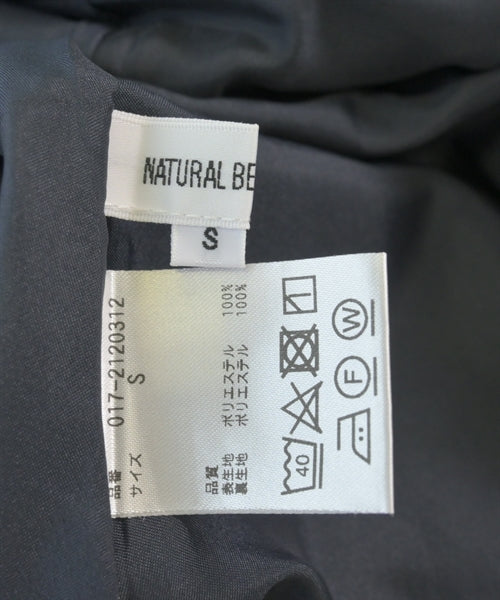 NATURAL BE
S
品番 017-2120312
サイズ S
品質
表生地 ポリエステル 100%
裏生地 ポリエステル 100%
40
F
W